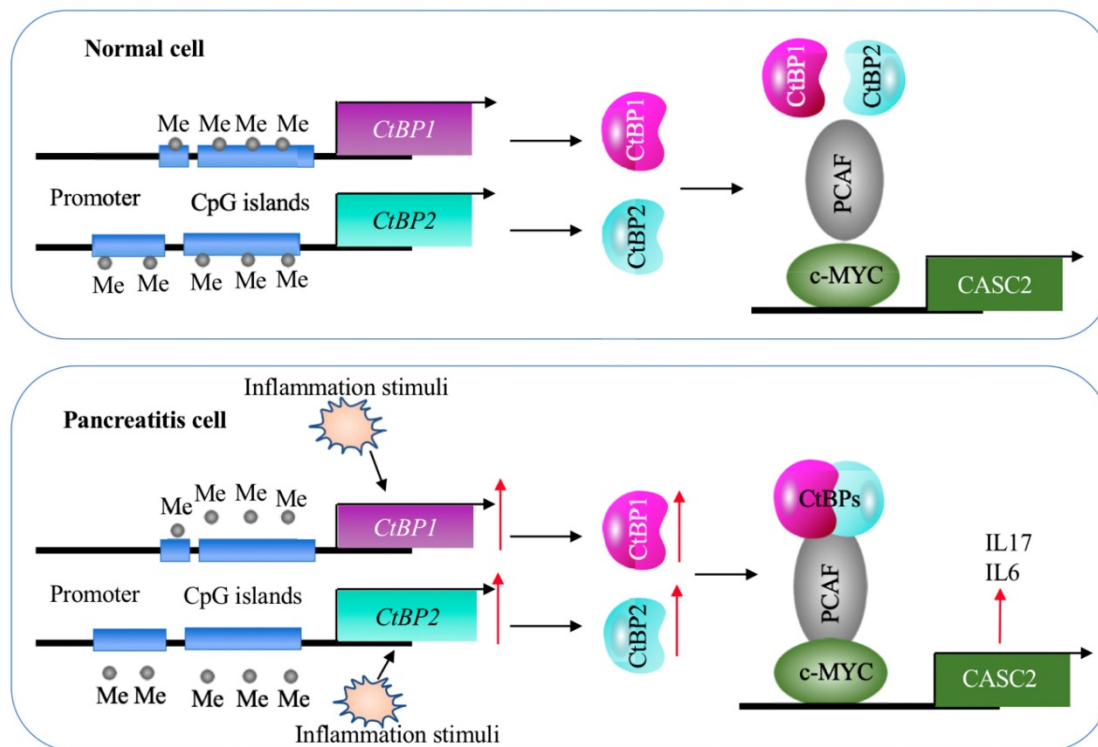 Normal cell
Me Me Me Me
CtBP1
Promoter CpG islands
CtBP2
Me Me Me Me Me
CtBP1
CtBP2
CtBP1 CtBP2
PCAF
c-MYC
CASC2
Inflammation stimuli
Pancreatitis cell
Me Me Me Me
CtBP1
Promoter CpG islands
CtBP2
Me Me Me Me Me
Inflammation stimuli
CtBP1
CtBP2
CtBPs
PCAF
c-MYC
IL17
IL6
CASC2